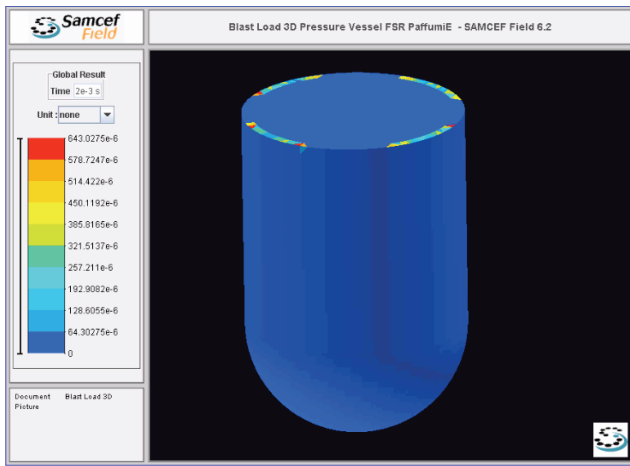 Samcef
Field
Blast Load 3D Pressure Vessel FSR PaffumiE - SAMCEF Field 6.2
Global Result
Time 2e-3 s
Unit : none
643.0275e-6
578.7247e-6
514.422e-6
450.1192e-6
385.8165e-6
321.5137e-6
257.211e-6
192.9082e-6
128.6055e-6
64.30275e-6
0
Document Blast Load 3D
Picture